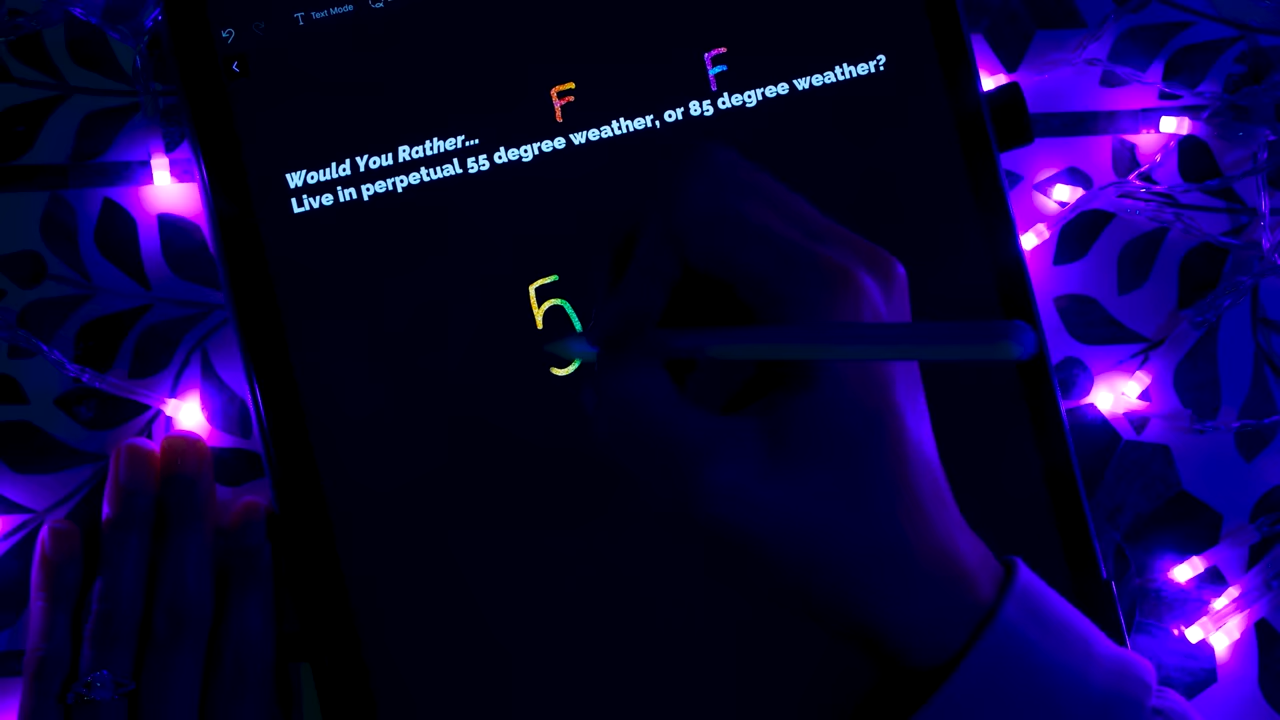 Text Mode
F F
Would You Rather...
Live in perpetual 55 degree weather, or 85 degree weather?
5